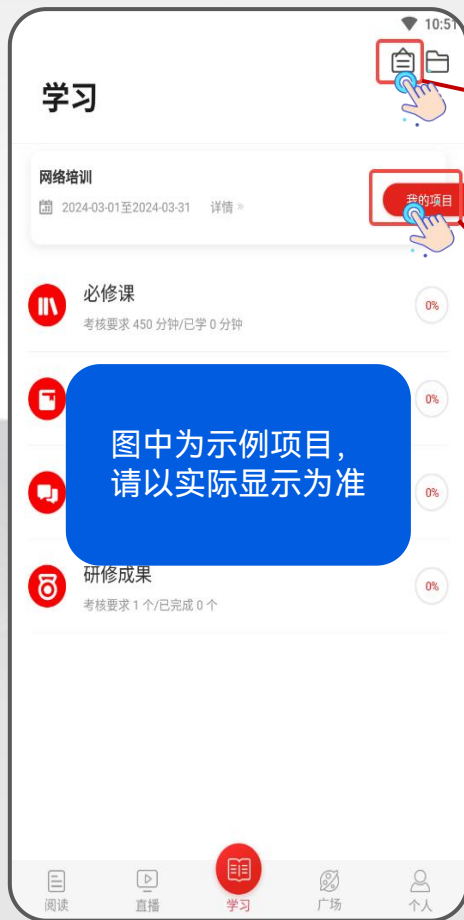 10:51
学习
网络培训
2024-03-01至2024-03-31 详情 »
我的项目
必修课
考核要求 450 分钟/已学 0 分钟
0%
0%
图中为示例项目，
请以实际显示为准
0%
研修成果
考核要求 1 个/已完成 0 个
0%
阅读 直播 学习 广场 个人